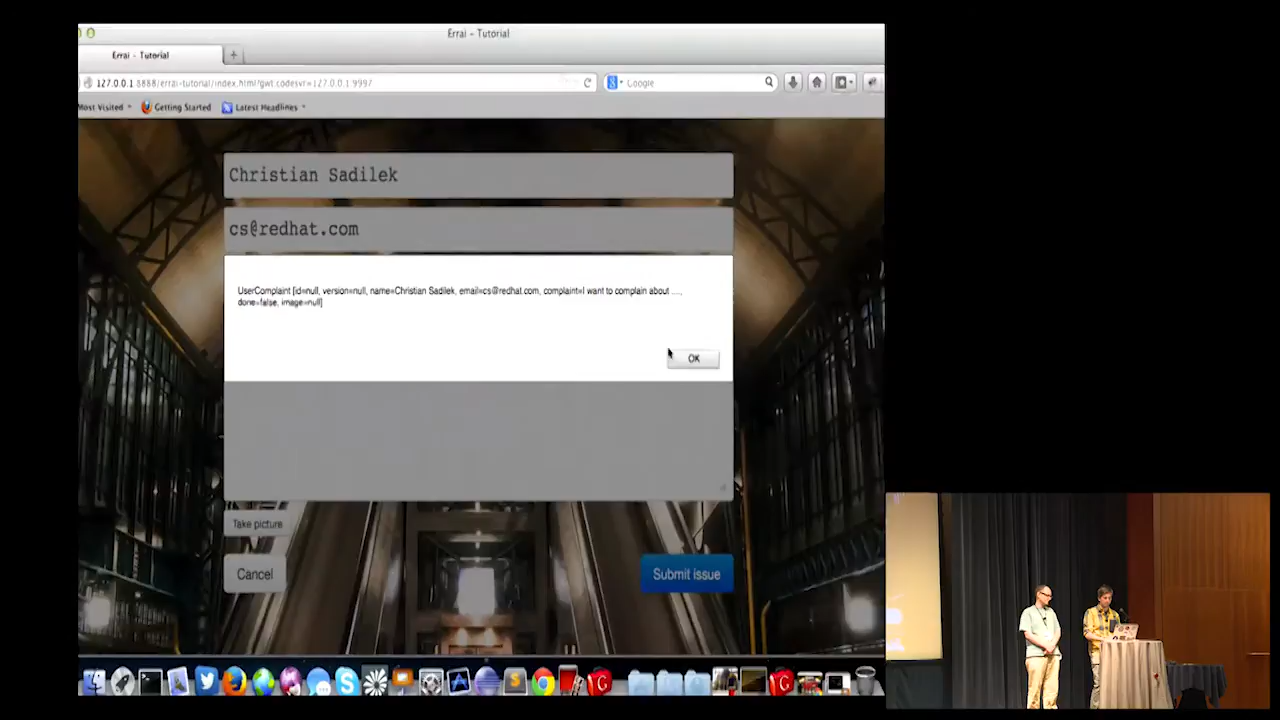 Errai - Tutorial
Errai - Tutorial
127.0.0.1:8888/errai-tutorial/index.html?gwt.codesvr=127.0.0.1:9997
Google
Most Visited
Getting Started
Latest Headlines
Christian Sadilek
cs@redhat.com
UserComplaint [id=null, version=null, name=Christian Sadilek, email=cs@redhat.com, complaint=I want to complain about ....,
done=false, image=null]
OK
Take picture
Cancel
Submit issue